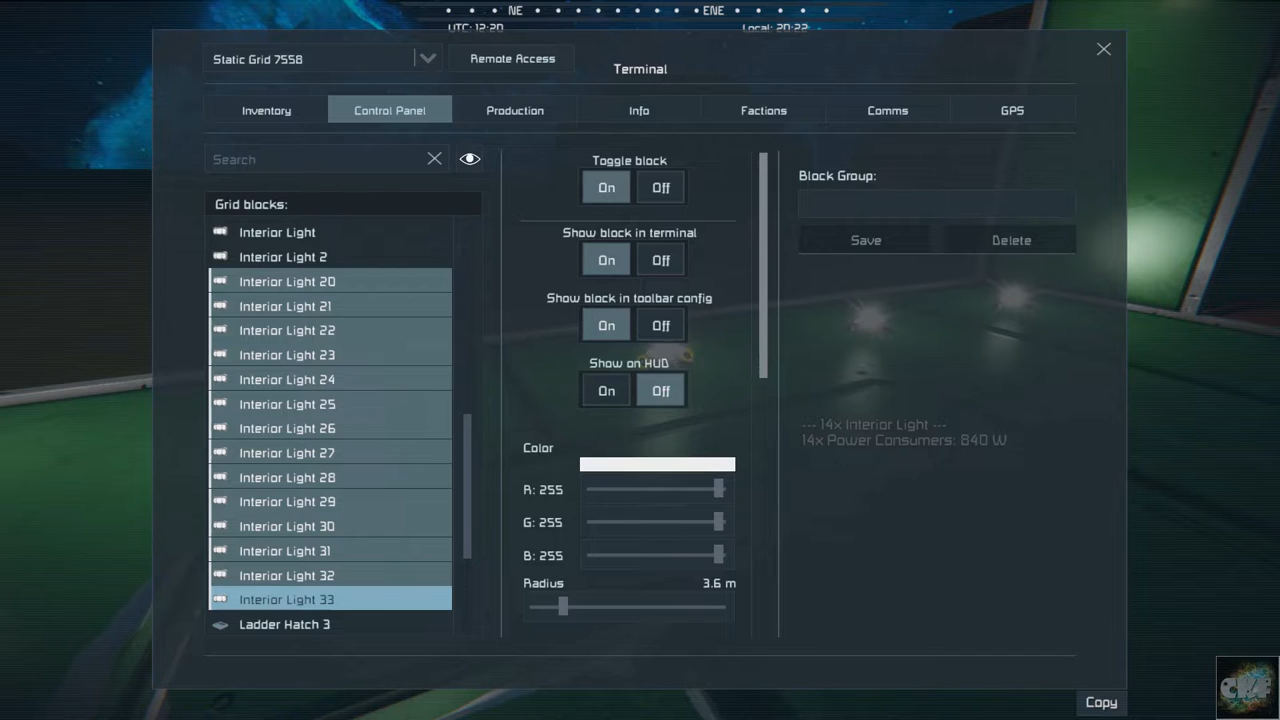 NE
ENE
UTC: 12:20
Local: 20:22
Static Grid 7558
Remote Access
Terminal
Inventory
Control Panel
Production
Info
Factions
Comms
GPS
Search
Grid blocks:
Interior Light
Interior Light 2
Interior Light 20
Interior Light 21
Interior Light 22
Interior Light 23
Interior Light 24
Interior Light 25
Interior Light 26
Interior Light 27
Interior Light 28
Interior Light 29
Interior Light 30
Interior Light 31
Interior Light 32
Interior Light 33
Ladder Hatch 3
Toggle block
On Off
Show block in terminal
On Off
Show block in toolbar config
On Off
Show on HUD
On Off
Color
R: 255
G: 255
B: 255
Radius 3.6 m
Block Group:
Save Delete
--- 14x Interior Light ---
14x Power Consumers: 840 W
Copy